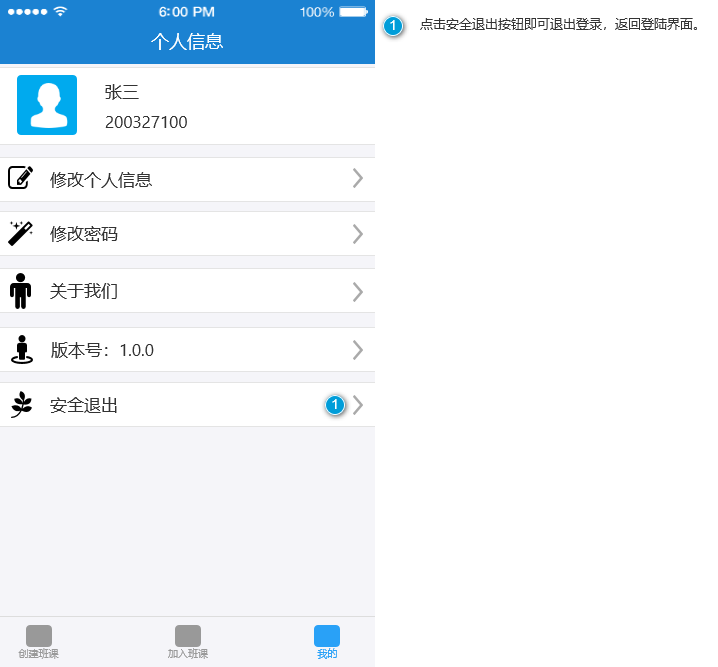 6:00 PM 100%
个人信息
张三
200327100
修改个人信息
修改密码
关于我们
版本号：1.0.0
安全退出 1
创建班课 加入班课 我的
1 点击安全退出按钮即可退出登录，返回登陆界面。